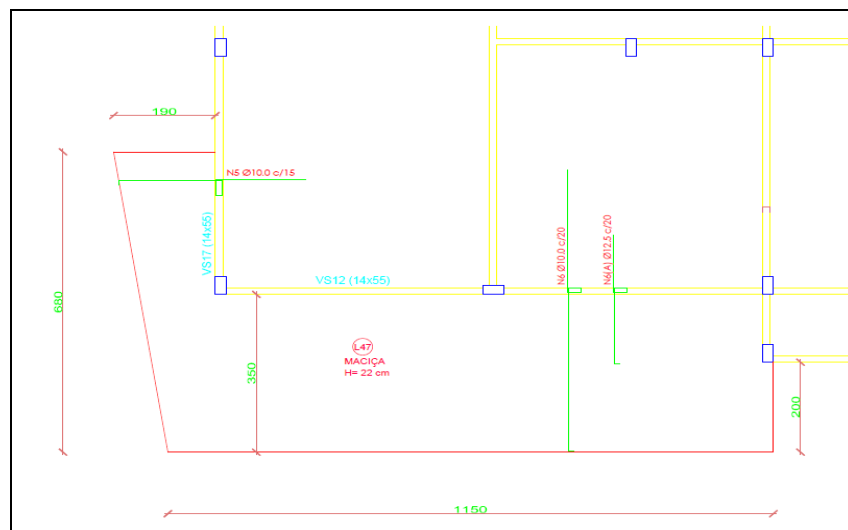 190
N5 Ø10.0 c/15
VS17 (14x55)
N6 Ø10.0 c/20
N6(A) Ø12.5 c/20
VS12 (14x55)
680
L47
MACIÇA
H= 22 cm
350
200
1150